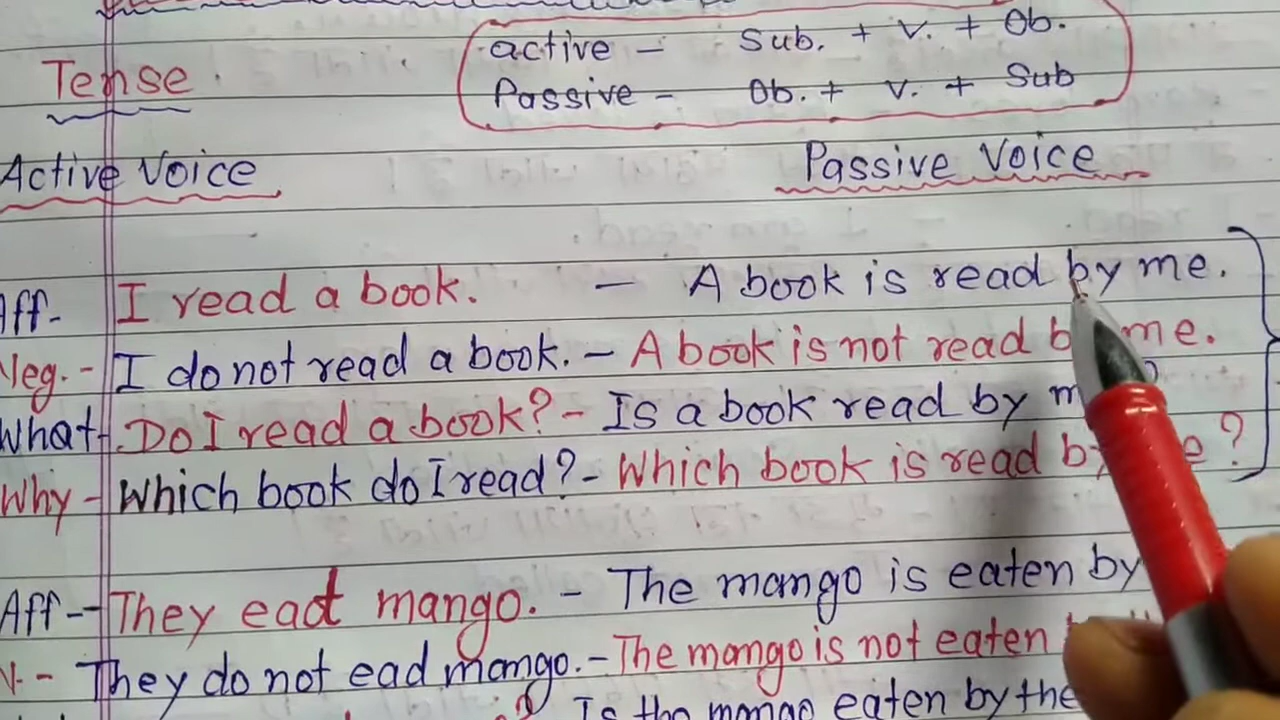 active - Sub. + V. + Ob.
Tense.
Passive - Ob. + V. + Sub
Active Voice Passive Voice
Aff- I read a book. - A book is read by me.
Neg. - I do not read a book. - A book is not read b me.
What - Do I read a book? - Is a book read by m ?
Why - Which book do I read? - Which book is read by e ?
Aff - They eat mango. - The mango is eaten by
N. - They do not ead mango. - The mango is not eaten
Is the mango eaten by the